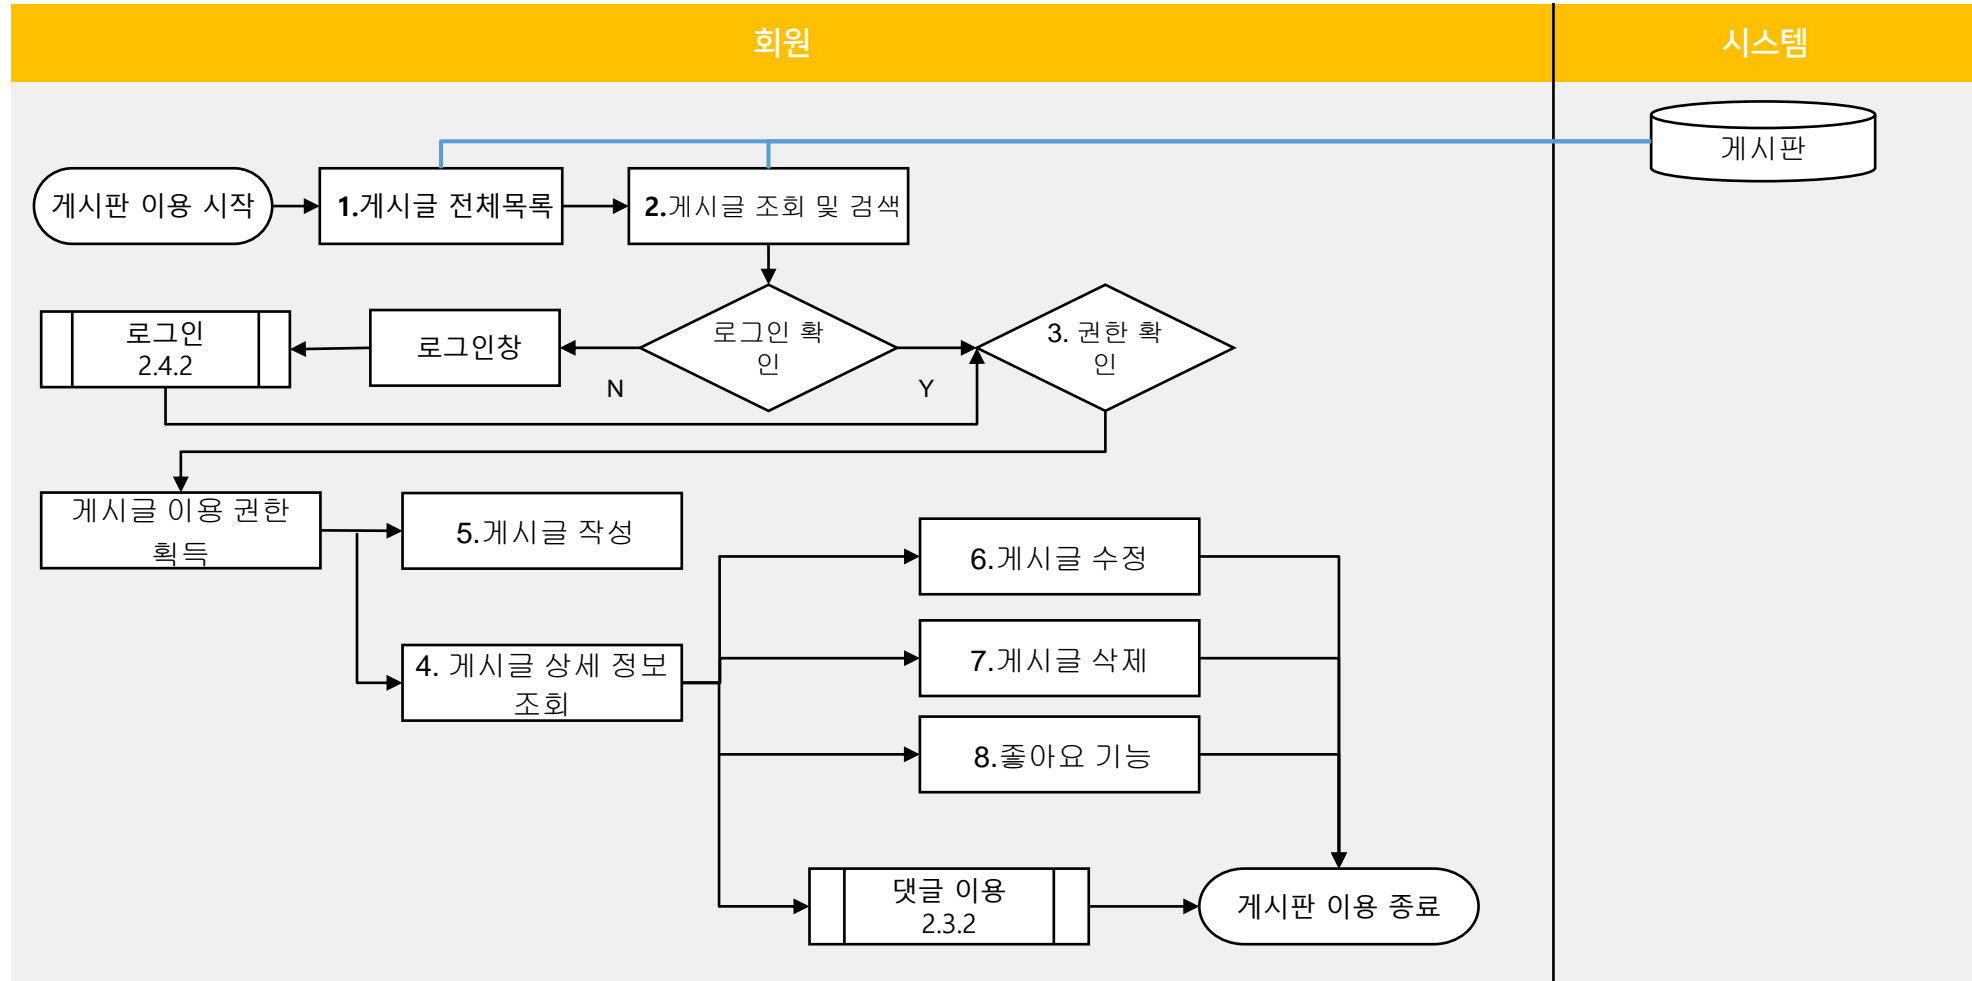 회원
시스템
게시판
게시판 이용 시작
1.게시글 전체목록
2.게시글 조회 및 검색
로그인
2.4.2
로그인창
로그인 확
인
3. 권한 확
인
N
Y
게시글 이용 권한
획득
5.게시글 작성
6.게시글 수정
4. 게시글 상세 정보
조회
7.게시글 삭제
8.좋아요 기능
댓글 이용
2.3.2
게시판 이용 종료